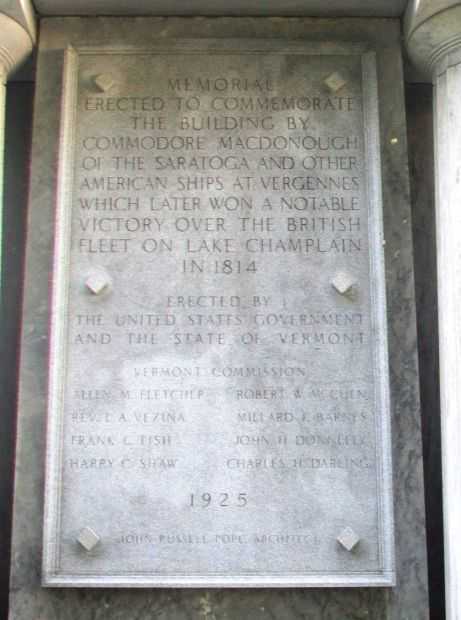 MEMORIAL
ERECTED TO COMMEMORATE
THE BUILDING BY
COMMODORE MACDONOUGH
OF THE SARATOGA AND OTHER
AMERICAN SHIPS AT VERGENNES
WHICH LATER WON A NOTABLE
VICTORY OVER THE BRITISH
FLEET ON LAKE CHAMPLAIN
IN 1814
ERECTED BY
THE UNITED STATES GOVERNMENT
AND THE STATE OF VERMONT
VERMONT COMMISSION
ALLEN M. FLETCHER ROBERT W. MCCUEN
REV. L. A. VEZINA MILLARD F. BARNES
FRANK C. FISH JOHN H. DONNELLY
HARRY C. SHAW CHARLES H. DARLING
1925
JOHN RUSSELL POPE, ARCHITECT